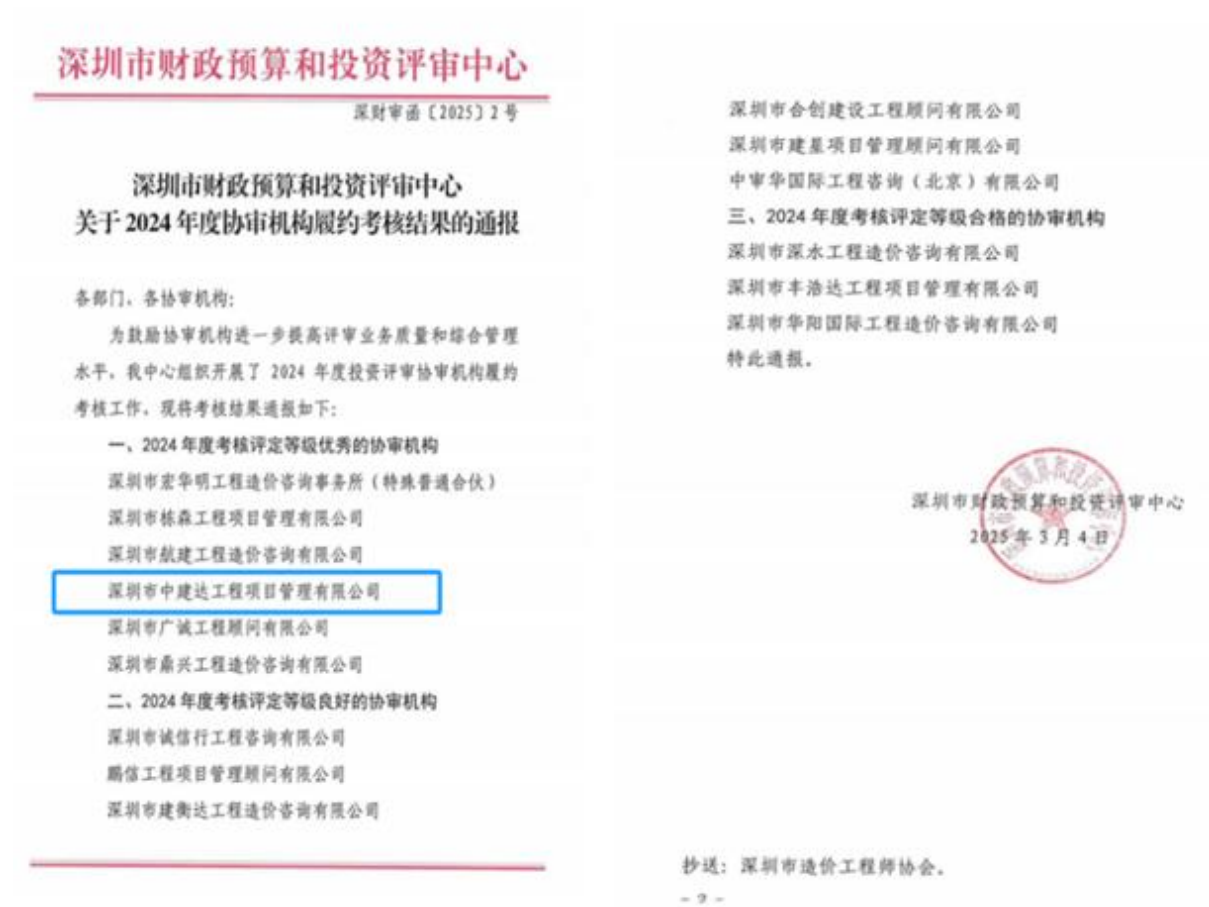 深圳市财政预算和投资评审中心
深财审函〔2025〕2号
深圳市财政预算和投资评审中心
关于2024年度协审机构履约考核结果的通报
各部门、各协审机构:
为鼓励协审机构进一步提高评审业务质量和综合管理
水平，我中心组织开展了 2024 年度投资评审协审机构履约
考核工作，现将考核结果通报如下:
一、2024年度考核评定等级优秀的协审机构
深圳市宏华明工程造价咨询事务所（特殊普通合伙）
深圳市栋森工程项目管理有限公司
深圳市航建工程造价咨询有限公司
深圳市中建达工程项目管理有限公司
深圳市广诚工程顾问有限公司
深圳市鼎兴工程造价咨询有限公司
二、2024年度考核评定等级良好的协审机构
深圳市诚信行工程咨询有限公司
鹏信工程项目管理顾问有限公司
深圳市建衡达工程造价咨询有限公司
深圳市合创建设工程顾问有限公司
深圳市建星项目管理顾问有限公司
中审华国际工程咨询（北京）有限公司
三、2024年度考核评定等级合格的协审机构
深圳市深水工程造价咨询有限公司
深圳市丰浩达工程项目管理有限公司
深圳市华阳国际工程造价咨询有限公司
特此通报。
深圳市财政预算和投资评审中心
2025年3月4日
抄送: 深圳市造价工程师协会。
- 2 -